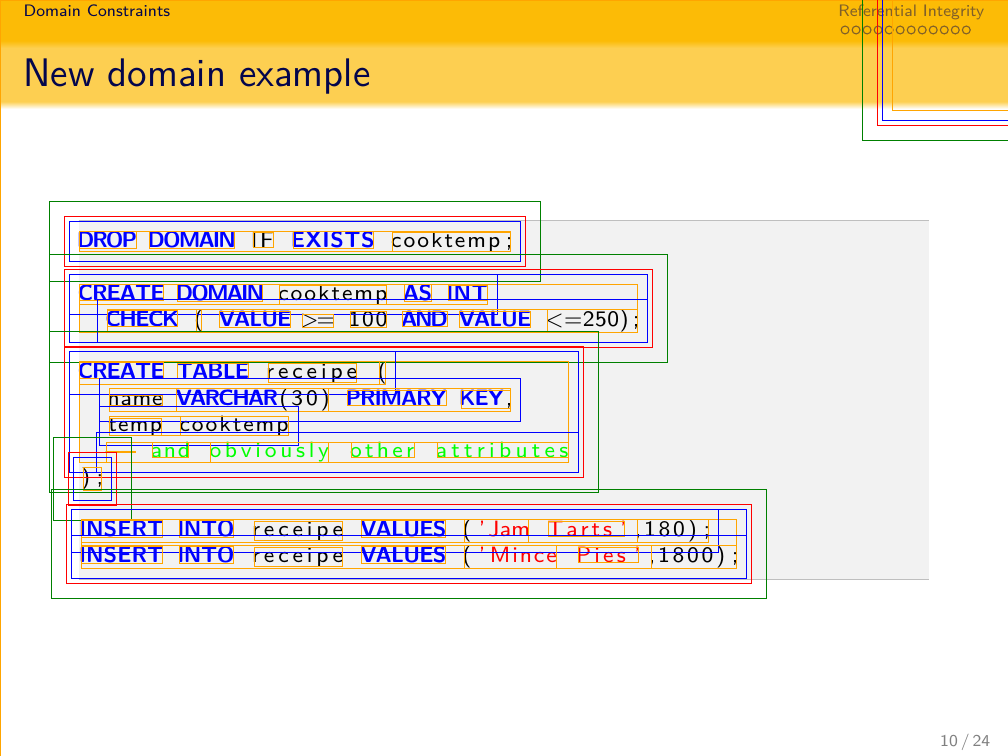 Domain Constraints
Referential Integrity
New domain example
DROP DOMAIN IF EXISTS cooktemp;
CREATE DOMAIN cooktemp AS INT
CHECK ( VALUE >= 100 AND VALUE <=250);
CREATE TABLE receipe (
name VARCHAR(30) PRIMARY KEY,
temp cooktemp
-- and obviously other attributes
);
INSERT INTO receipe VALUES ('Jam Tarts',180);
INSERT INTO receipe VALUES ('Mince Pies',1800);
10 / 24